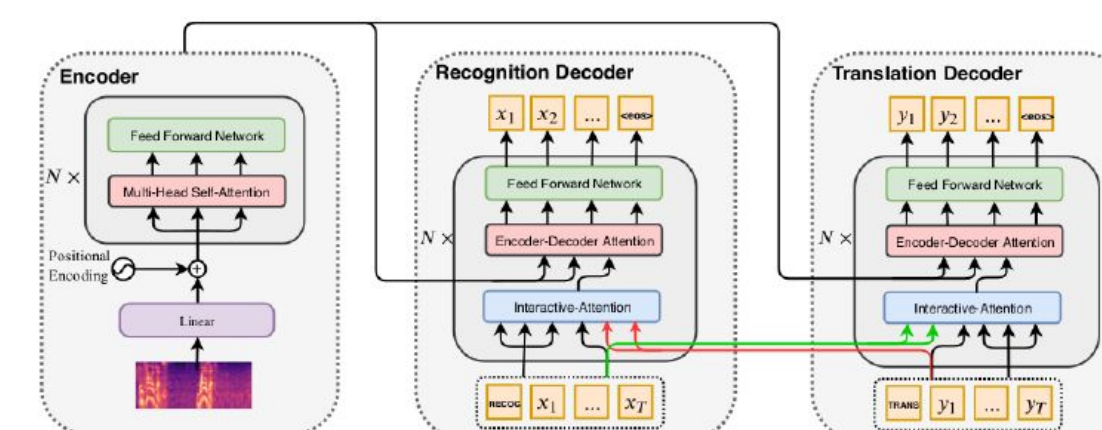 Encoder
Feed Forward Network
N ×
Multi-Head Self-Attention
Positional
Encoding
+
Linear
Recognition Decoder
x₁ x₂ ... <eos>
Feed Forward Network
N ×
Encoder-Decoder Attention
Interactive-Attention
RECOG x₁ ... x_T
Translation Decoder
y₁ y₂ ... <eos>
Feed Forward Network
N ×
Encoder-Decoder Attention
Interactive-Attention
TRANS y₁ ... y_T